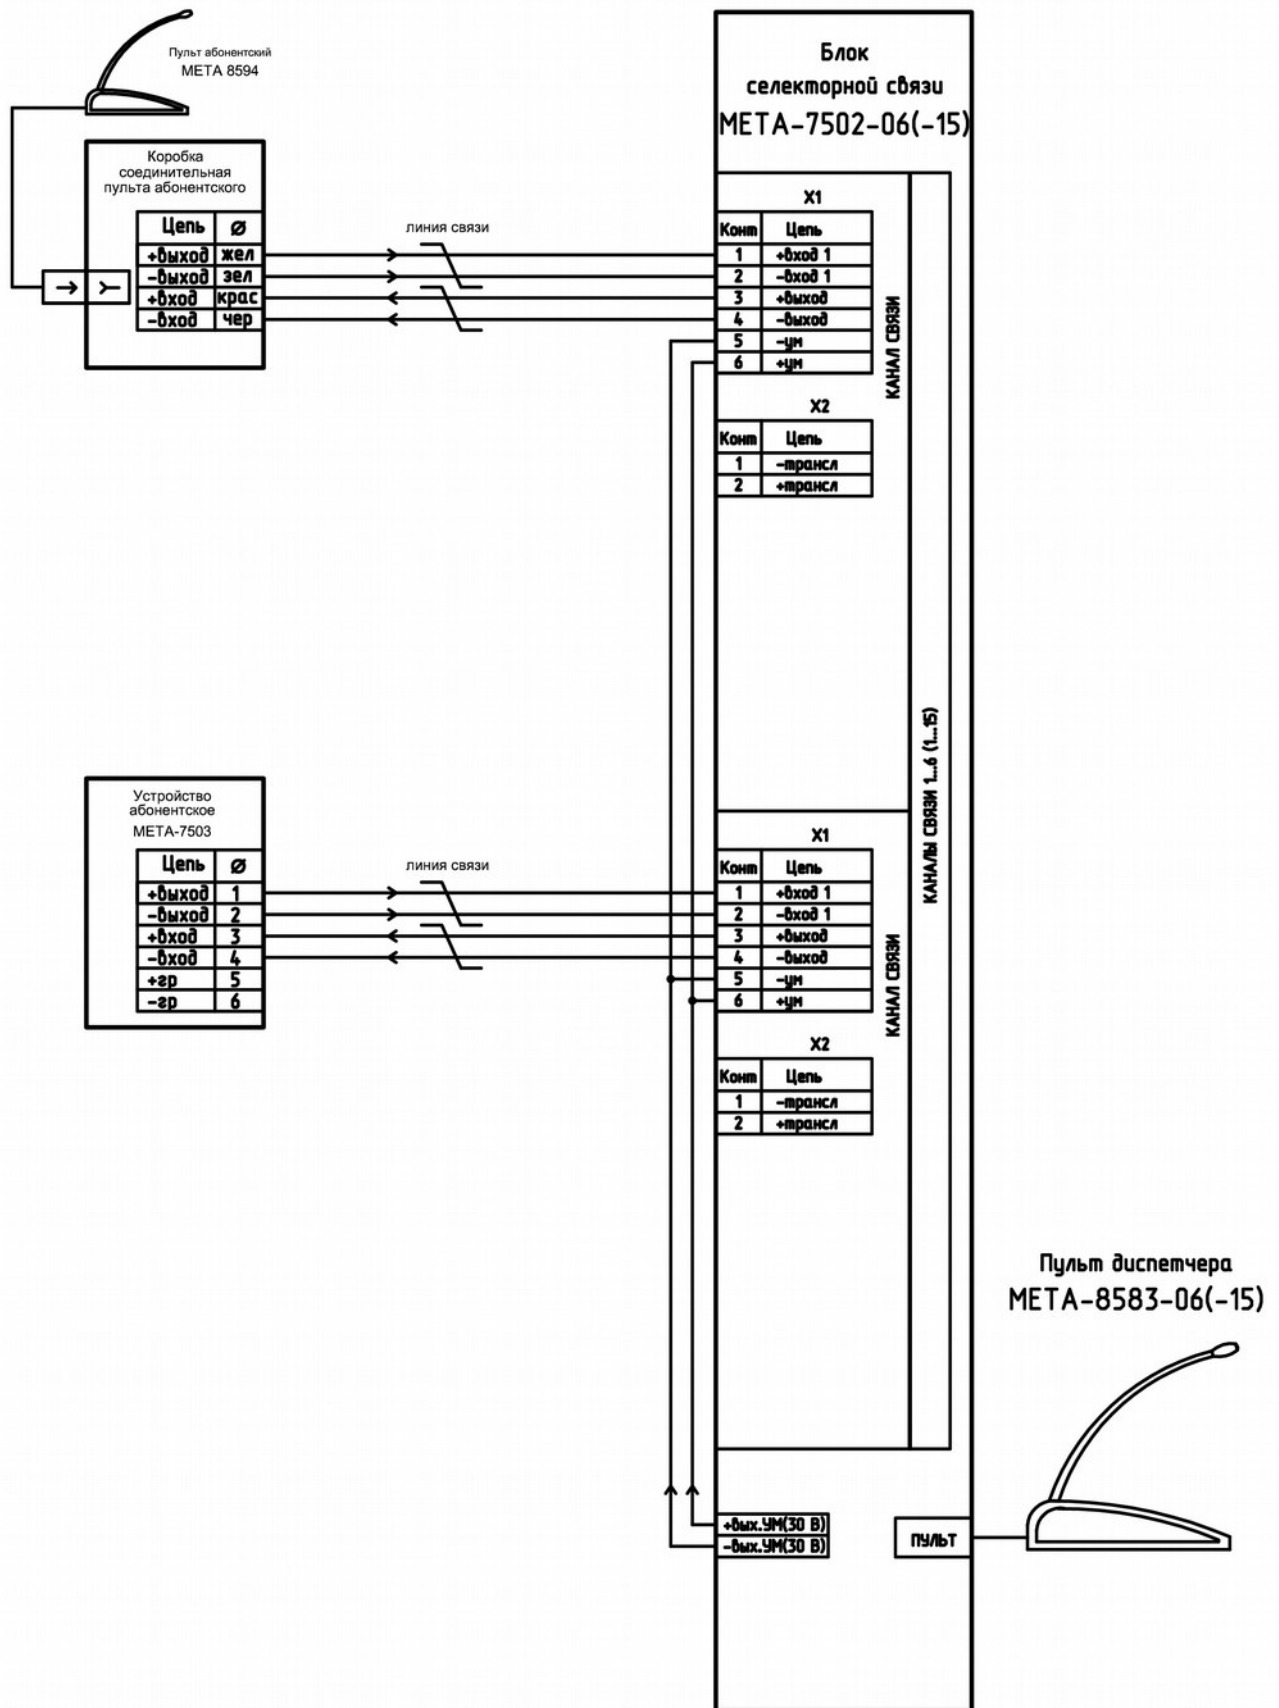 Пульт абонентский
МЕТА 8594
Коробка
соединительная
пульта абонентского
Цепь Ø
+выход жел
-выход зел
+вход крас
-вход чер
линия связи
Блок
селекторной связи
МЕТА-7502-06(-15)
X1
Конт Цепь
1 +вход 1
2 -вход 1
3 +выход
4 -выход
5 -ум
6 +ум
КАНАЛ СВЯЗИ
X2
Конт Цепь
1 -трансл
2 +трансл
КАНАЛЫ СВЯЗИ 1...6 (1...15)
Устройство
абонентское
МЕТА-7503
Цепь Ø
+выход 1
-выход 2
+вход 3
-вход 4
+гр 5
-гр 6
линия связи
X1
Конт Цепь
1 +вход 1
2 -вход 1
3 +выход
4 -выход
5 -ум
6 +ум
КАНАЛ СВЯЗИ
X2
Конт Цепь
1 -трансл
2 +трансл
Пульт диспетчера
МЕТА-8583-06(-15)
+вых.УМ(30 В)
-вых.УМ(30 В)
ПУЛЬТ